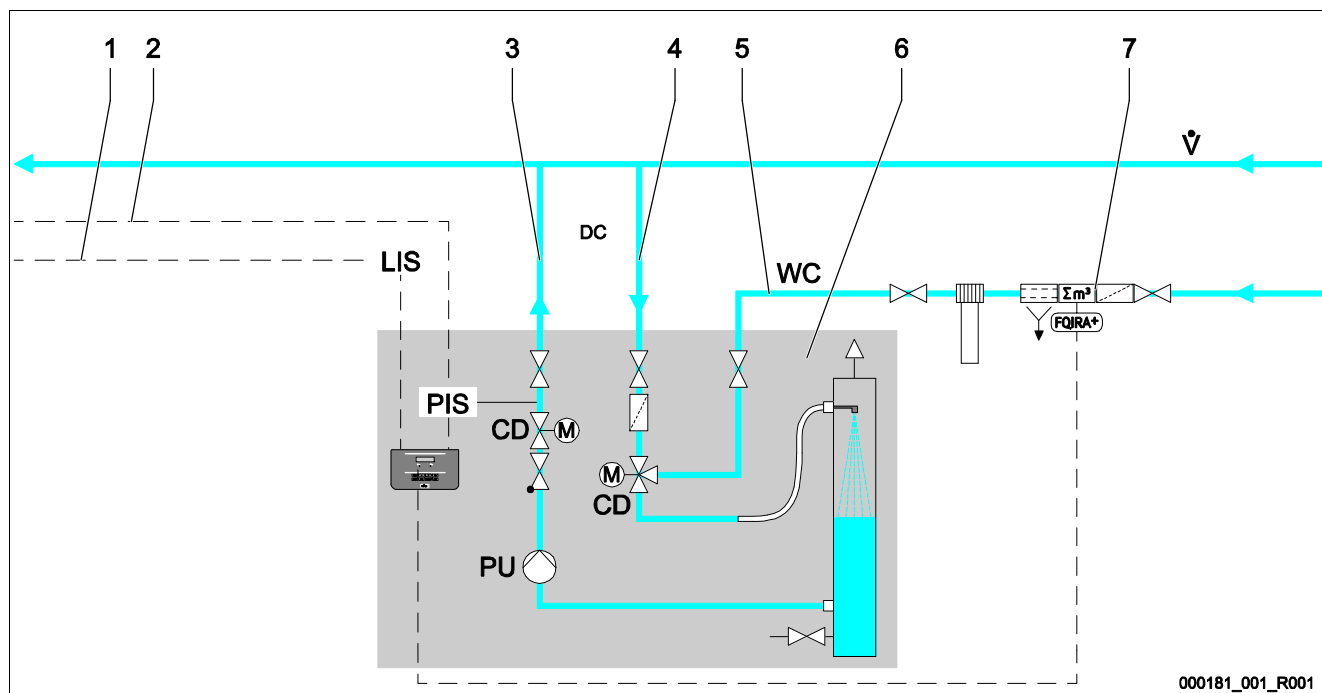 1 2 3 4 5 6 7
V̇
DC
LIS
WC
Σm³
FQIRA⁺
PIS
CD M
M
CD
PU
000181_001_R001